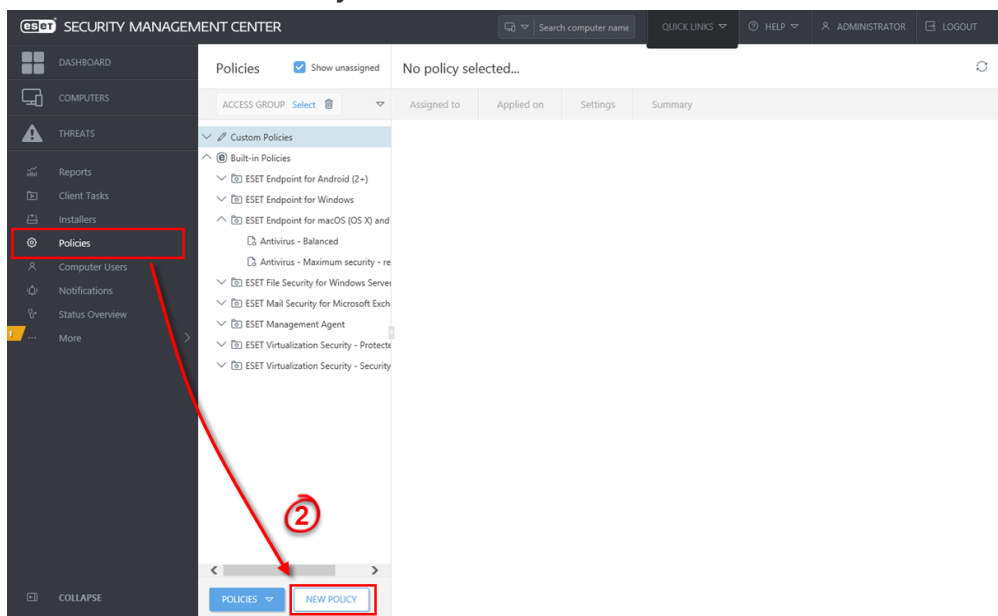 eset SECURITY MANAGEMENT CENTER
Search computer name
QUICK LINKS
HELP
ADMINISTRATOR
LOGOUT
DASHBOARD
COMPUTERS
THREATS
Reports
Client Tasks
Installers
Policies
Computer Users
Notifications
Status Overview
More
COLLAPSE
Policies
Show unassigned
ACCESS GROUP Select
Custom Policies
Built-in Policies
ESET Endpoint for Android (2+)
ESET Endpoint for Windows
ESET Endpoint for macOS (OS X) and
Antivirus - Balanced
Antivirus - Maximum security - re
ESET File Security for Windows Server
ESET Mail Security for Microsoft Exch
ESET Management Agent
ESET Virtualization Security - Protecte
ESET Virtualization Security - Security
2
POLICIES
NEW POLICY
No policy selected...
Assigned to
Applied on
Settings
Summary